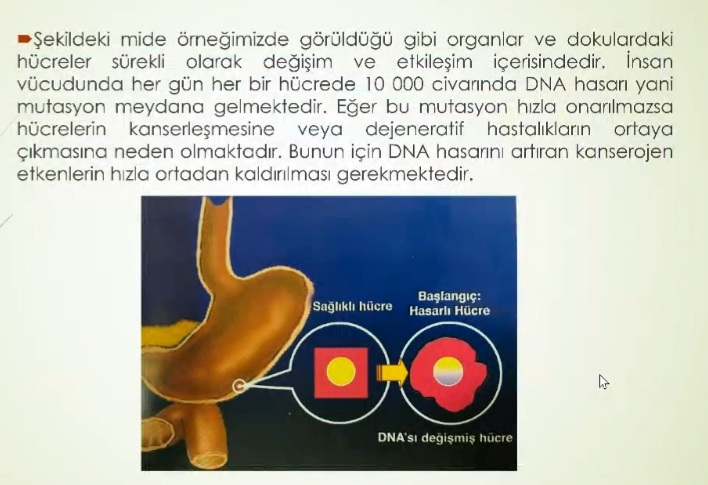 Şekildeki mide örneğimizde görüldüğü gibi organlar ve dokulardaki
hücreler sürekli olarak değişim ve etkileşim içerisindedir. İnsan
vücudunda her gün her bir hücrede 10 000 civarında DNA hasarı yani
mutasyon meydana gelmektedir. Eğer bu mutasyon hızla onarılmazsa
hücrelerin kanserleşmesine veya dejeneratif hastalıkların ortaya
çıkmasına neden olmaktadır. Bunun için DNA hasarını artıran kanserojen
etkenlerin hızla ortadan kaldırılması gerekmektedir.
Sağlıklı hücre
Başlangıç:
Hasarlı Hücre
DNA'sı değişmiş hücre